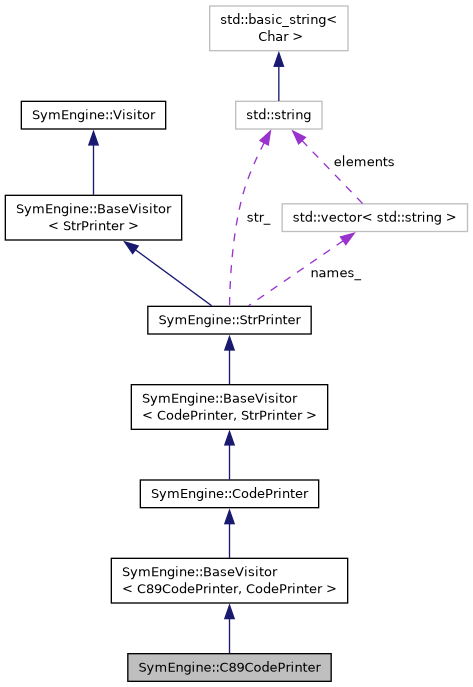 std::basic_string<
Char >
SymEngine::Visitor
std::string
elements
SymEngine::BaseVisitor
< StrPrinter >
str_
std::vector< std::string >
names_
SymEngine::StrPrinter
SymEngine::BaseVisitor
< CodePrinter, StrPrinter >
SymEngine::CodePrinter
SymEngine::BaseVisitor
< C89CodePrinter, CodePrinter >
SymEngine::C89CodePrinter